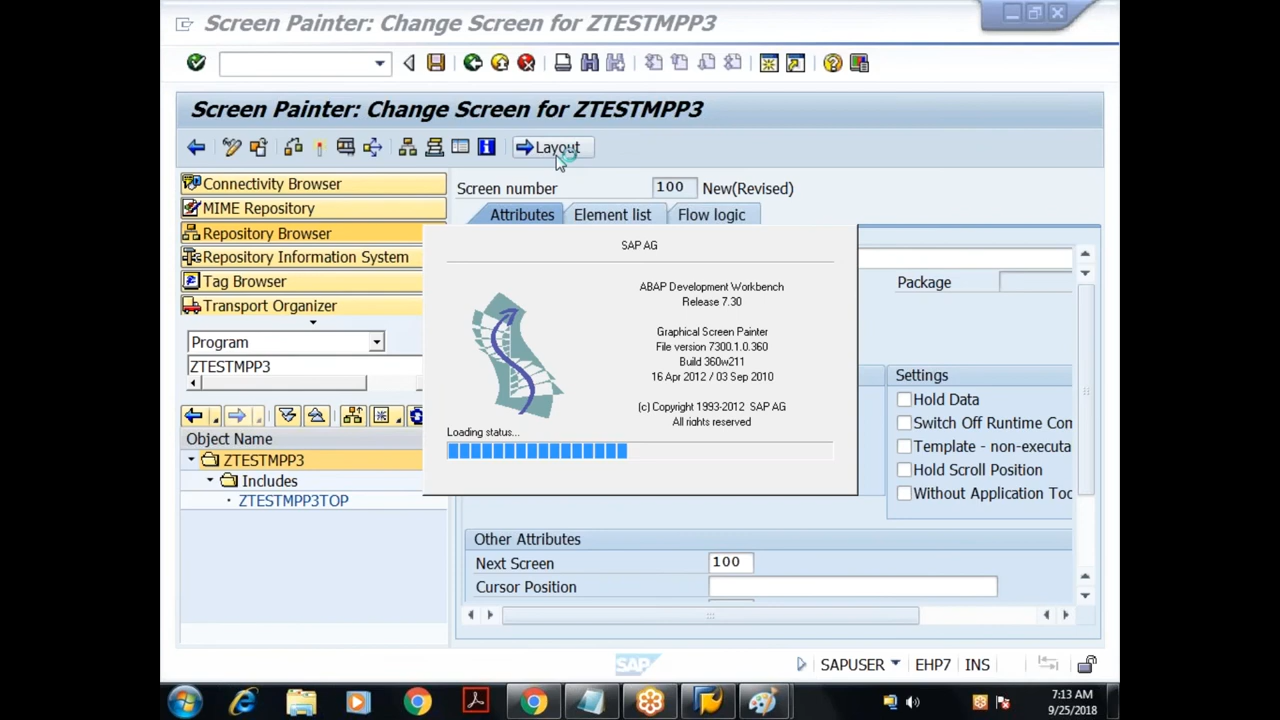 Screen Painter: Change Screen for ZTESTMPP3
Screen Painter: Change Screen for ZTESTMPP3
Layout
Connectivity Browser
MIME Repository
Repository Browser
Repository Information System
Tag Browser
Transport Organizer
Program
ZTESTMPP3
Object Name
ZTESTMPP3
Includes
ZTESTMPP3TOP
Screen number 100 New(Revised)
Attributes Element list Flow logic
SAP AG
ABAP Development Workbench
Release 7.30
Graphical Screen Painter
File version 7300.1.0.360
Build 360w211
16 Apr 2012 / 03 Sep 2010
(c) Copyright 1993-2012 SAP AG
All rights reserved
Loading status...
Package
Settings
Hold Data
Switch Off Runtime Com
Template - non-executa
Hold Scroll Position
Without Application Too
Other Attributes
Next Screen 100
Cursor Position
SAP
SAPUSER EHP7 INS
7:13 AM
9/25/2018